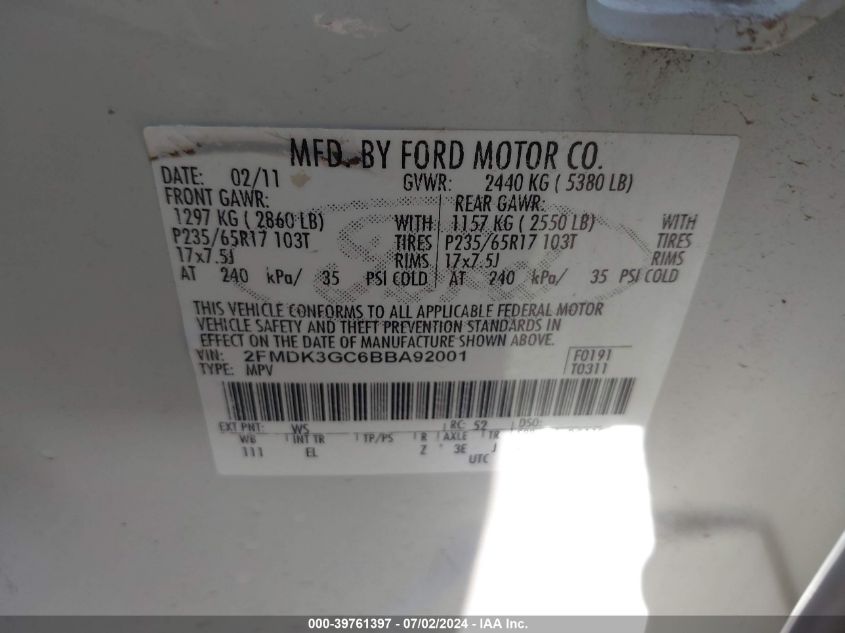 MFD. BY FORD MOTOR CO.
DATE: 02/11 GVWR: 2440 KG ( 5380 LB)
FRONT GAWR: REAR GAWR:
1297 KG ( 2860 LB) WITH 1157 KG ( 2550 LB) WITH
P235/65R17 103T TIRES P235/65R17 103T TIRES
17x7.5J RIMS 17x7.5J RIMS
AT 240 kPa/ 35 PSI COLD AT 240 kPa/ 35 PSI COLD
THIS VEHICLE CONFORMS TO ALL APPLICABLE FEDERAL MOTOR
VEHICLE SAFETY AND THEFT PREVENTION STANDARDS IN
EFFECT ON THE DATE OF MANUFACTURE SHOWN ABOVE.
VIN: 2FMDK3GC6BBA92001 F0191
TYPE: MPV T0311
EXT PNT: WS RC: 52 DSO:
WB INT TR TP/PS R AXLE TR
111 EL Z 3E J
UTC
000-39761397 - 07/02/2024 - IAA Inc.